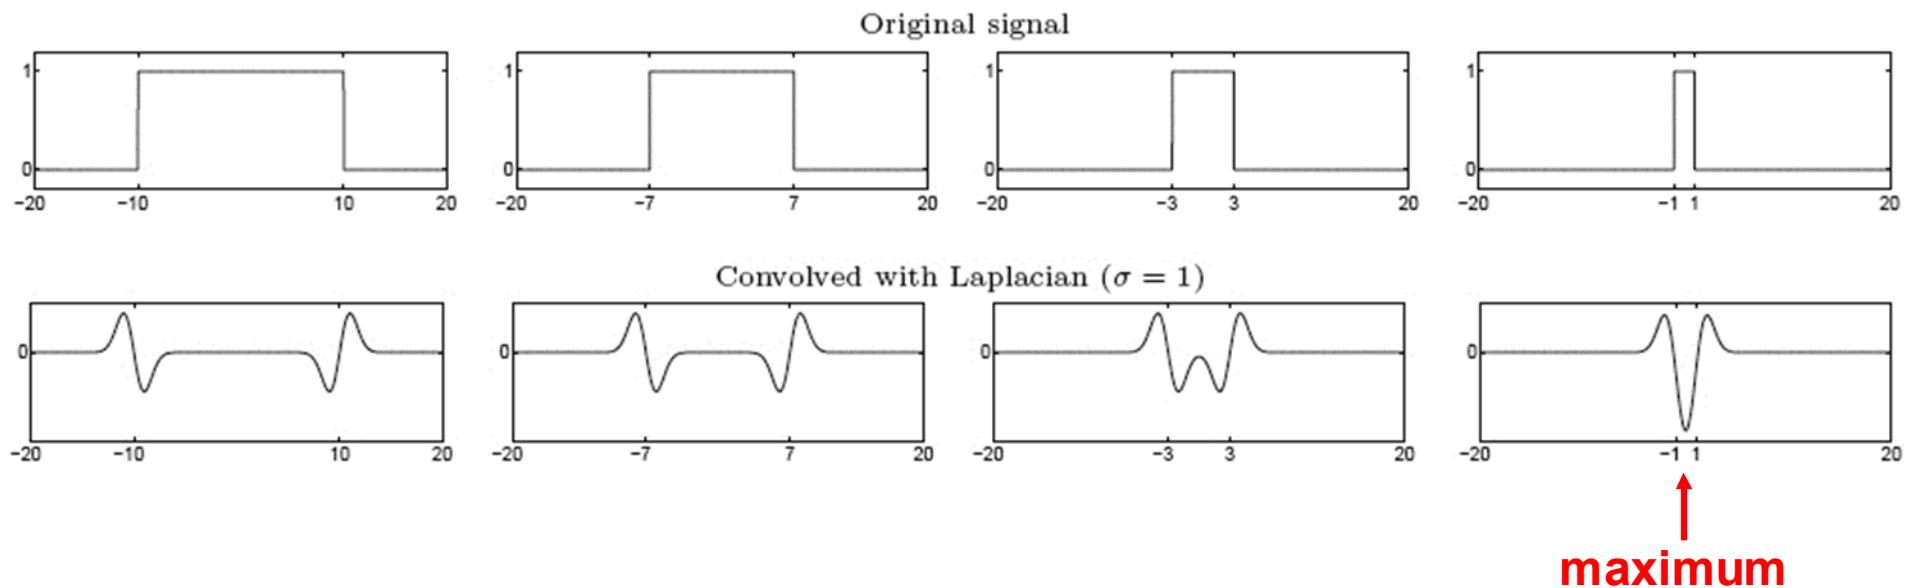 Original signal
1 1 1 1
0 0 0 0
−20 −10 10 20 −20 −7 7 20 −20 −3 3 20 −20 −1 1 20
Convolved with Laplacian (σ = 1)
0 0 0 0
−20 −10 10 20 −20 −7 7 20 −20 −3 3 20 −20 −1 1 20
maximum